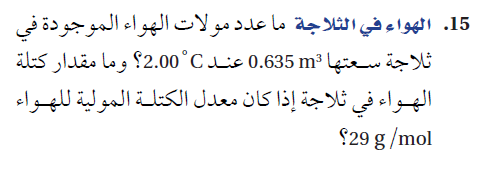 15. الهواء في الثلاجة ما عدد مولات الهواء الموجودة في
ثلاجة سعتها 0.635 m³ عند 2.00°C؟ وما مقدار كتلة
الهواء في ثلاجة إذا كان معدل الكتلة المولية للهواء
29 g/mol؟